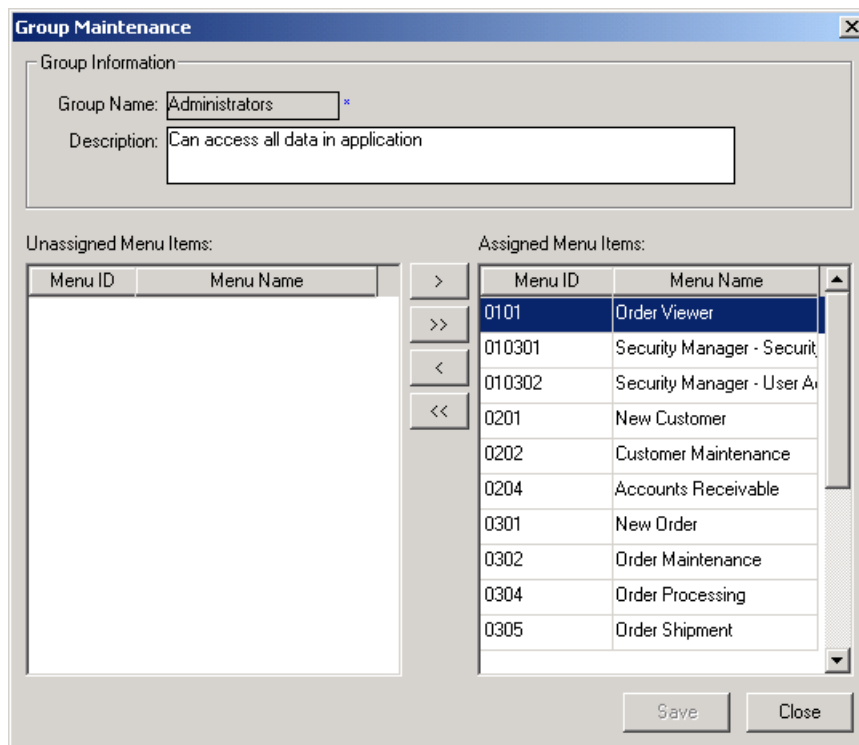 Group Maintenance
Group Information
Group Name: Administrators *
Description: Can access all data in application
Unassigned Menu Items:
Menu ID Menu Name
>
>>
<
<<
Assigned Menu Items:
Menu ID Menu Name
0101 Order Viewer
010301 Security Manager - Securit
010302 Security Manager - User A
0201 New Customer
0202 Customer Maintenance
0204 Accounts Receivable
0301 New Order
0302 Order Maintenance
0304 Order Processing
0305 Order Shipment
Save Close